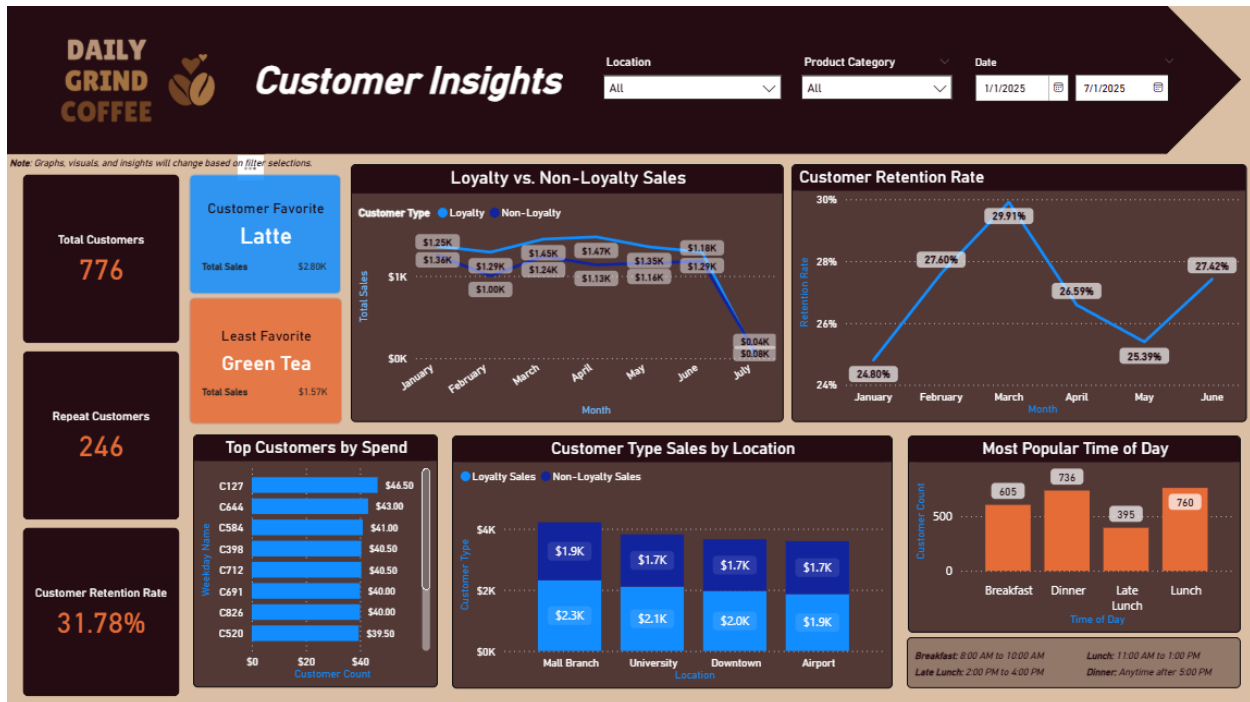 DAILY
GRIND
COFFEE
Customer Insights
Location
All
Product Category
All
Date
1/1/2025
7/1/2025
Note: Graphs, visuals, and insights will change based on filter selections.
Total Customers
776
Repeat Customers
246
Customer Retention Rate
31.78%
Customer Favorite
Latte
Total Sales $2.80K
Least Favorite
Green Tea
Total Sales $1.57K
Loyalty vs. Non-Loyalty Sales
Customer Type Loyalty Non-Loyalty
Total Sales
$1K
$0K
$1.25K
$1.36K
$1.29K
$1.00K
$1.45K
$1.24K
$1.47K
$1.13K
$1.35K
$1.16K
$1.18K
$1.29K
$0.04K
$0.08K
January February March April May June July
Month
Customer Retention Rate
Retention Rate
30%
28%
26%
24%
24.80%
27.60%
29.91%
26.59%
25.39%
27.42%
January February March April May June
Month
Top Customers by Spend
Weekday Name
C127 $46.50
C644 $43.00
C584 $41.00
C398 $40.50
C712 $40.50
C691 $40.00
C826 $40.00
C520 $39.50
$0 $20 $40
Customer Count
Customer Type Sales by Location
Loyalty Sales Non-Loyalty Sales
Customer Type
$4K
$2K
$0K
$1.9K $1.7K $1.7K $1.7K
$2.3K $2.1K $2.0K $1.9K
Mall Branch University Downtown Airport
Location
Most Popular Time of Day
Customer Count
500
0
605 736 395 760
Breakfast Dinner Late Lunch Lunch
Time of Day
Breakfast: 8:00 AM to 10:00 AM
Lunch: 11:00 AM to 1:00 PM
Late Lunch: 2:00 PM to 4:00 PM
Dinner: Anytime after 5:00 PM